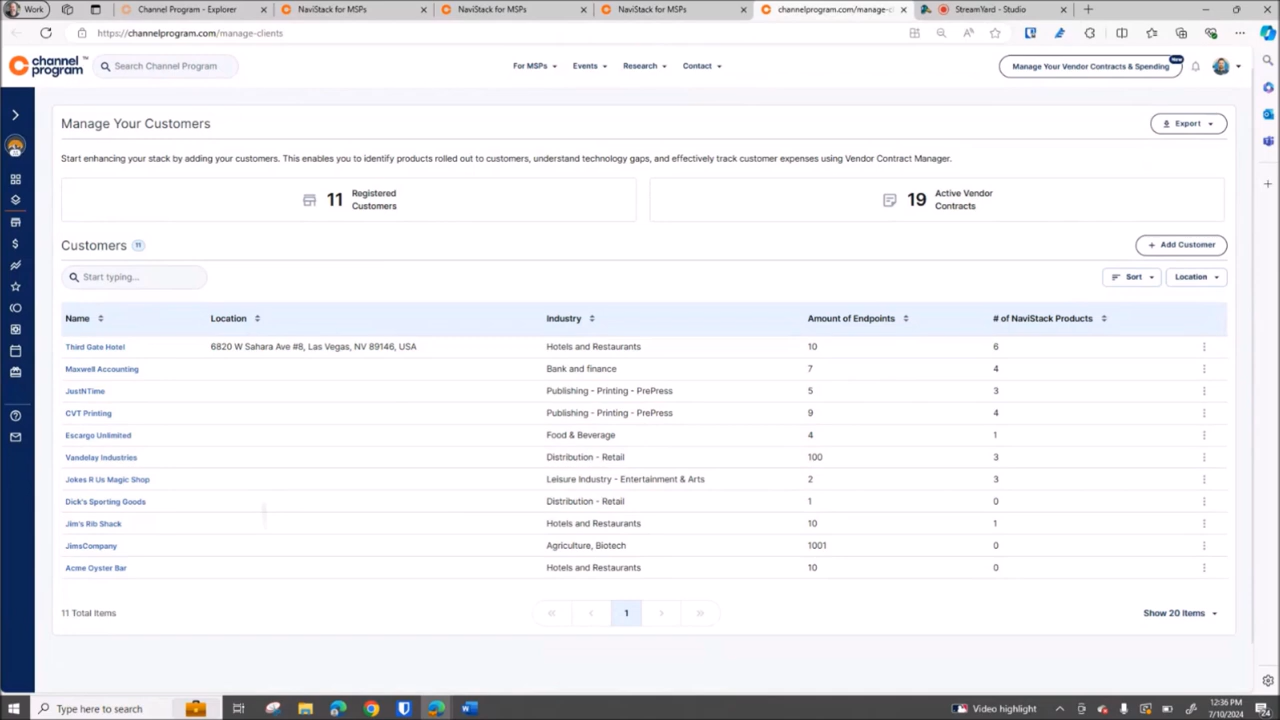 Work
Channel Program - Explorer
NaviStack for MSPs
NaviStack for MSPs
NaviStack for MSPs
channelprogram.com/manage-c
StreamYard - Studio
https://channelprogram.com/manage-clients
channel program™
Search Channel Program
For MSPs
Events
Research
Contact
Manage Your Vendor Contracts & Spending
New
Manage Your Customers
Export
Start enhancing your stack by adding your customers. This enables you to identify products rolled out to customers, understand technology gaps, and effectively track customer expenses using Vendor Contract Manager.
11 Registered Customers
19 Active Vendor Contracts
Customers 11
+ Add Customer
Start typing...
Sort
Location
Name Location Industry Amount of Endpoints # of NaviStack Products
Third Gate Hotel 6820 W Sahara Ave #8, Las Vegas, NV 89146, USA Hotels and Restaurants 10 6
Maxwell Accounting Bank and finance 7 4
JustNTime Publishing - Printing - PrePress 5 3
CVT Printing Publishing - Printing - PrePress 9 4
Escargo Unlimited Food & Beverage 4 1
Vandelay Industries Distribution - Retail 100 3
Jokes R Us Magic Shop Leisure Industry - Entertainment & Arts 2 3
Dick's Sporting Goods Distribution - Retail 1 0
Jim's Rib Shack Hotels and Restaurants 10 1
JimsCompany Agriculture, Biotech 1001 0
Acme Oyster Bar Hotels and Restaurants 10 0
11 Total Items
1
Show 20 Items
Type here to search
Video highlight
12:36 PM
7/10/2024